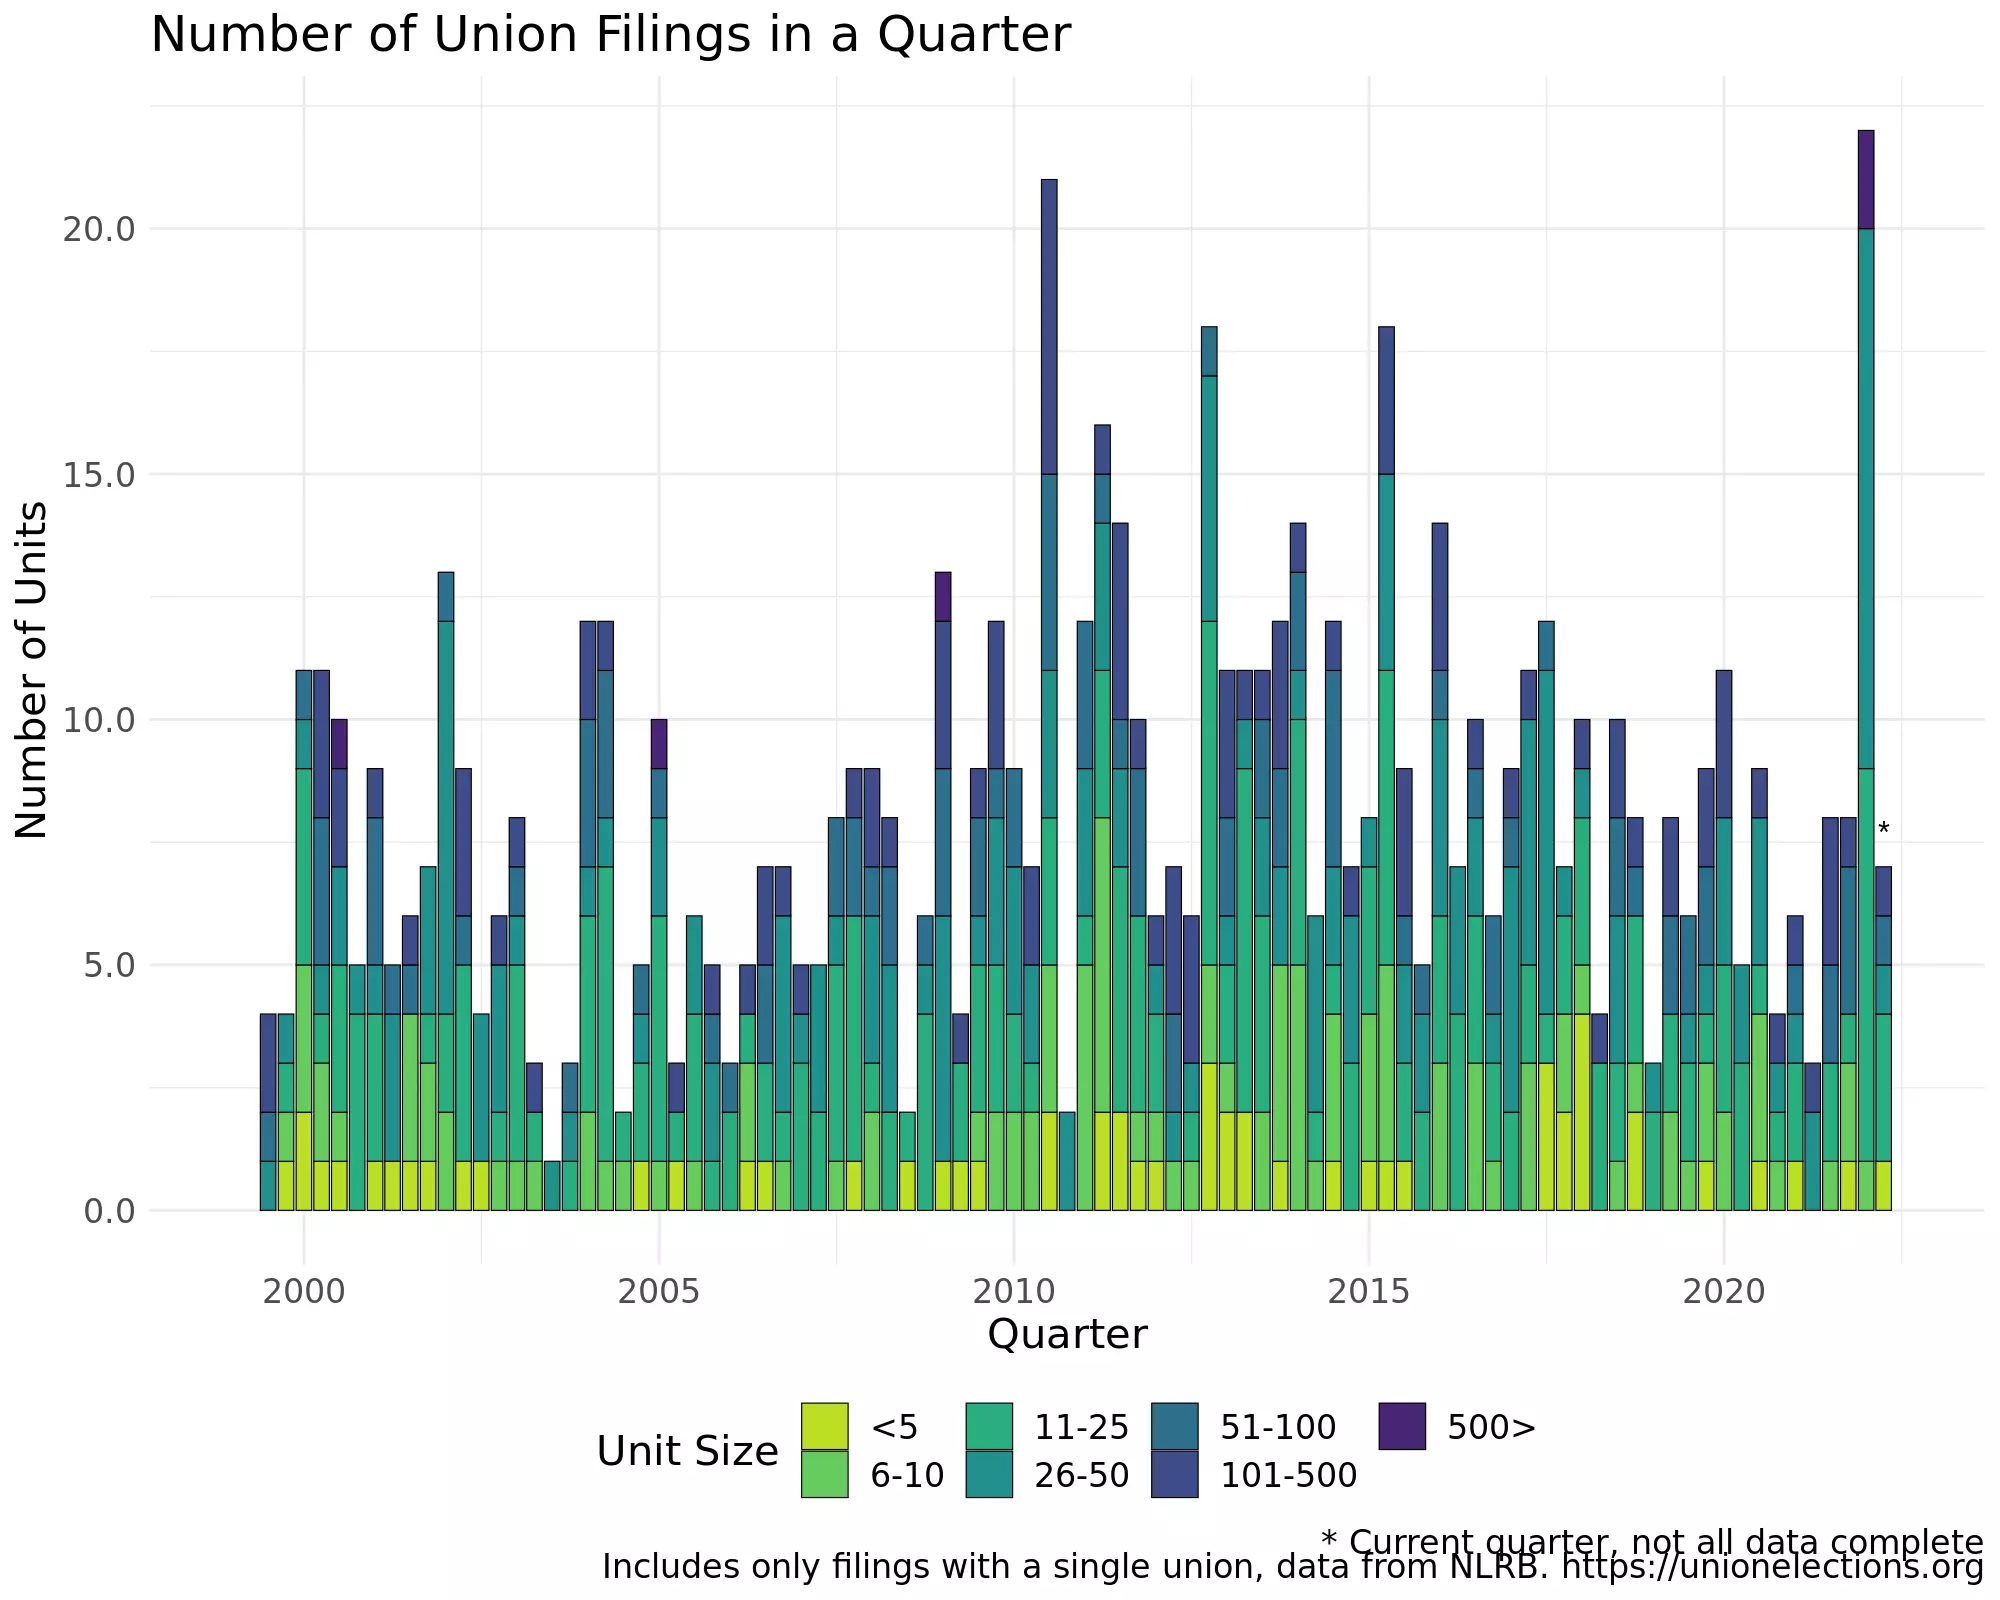 Number of Union Filings in a Quarter
Number of Units
20.0
15.0
10.0
5.0
0.0
*
2000 2005 2010 2015 2020
Quarter
Unit Size
<5 11-25 51-100 500>
6-10 26-50 101-500
* Current quarter, not all data complete
Includes only filings with a single union, data from NLRB. https://unionelections.org